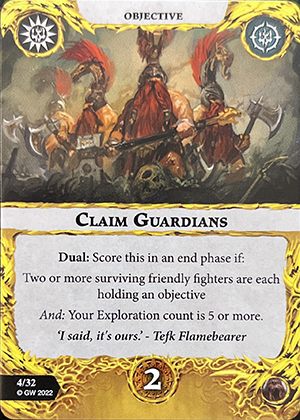 OBJECTIVE
CLAIM GUARDIANS
Dual: Score this in an end phase if:
Two or more surviving friendly fighters are each
holding an objective
And: Your Exploration count is 5 or more.
'I said, it's ours.' - Tefk Flamebearer
4/32
© GW 2022
2